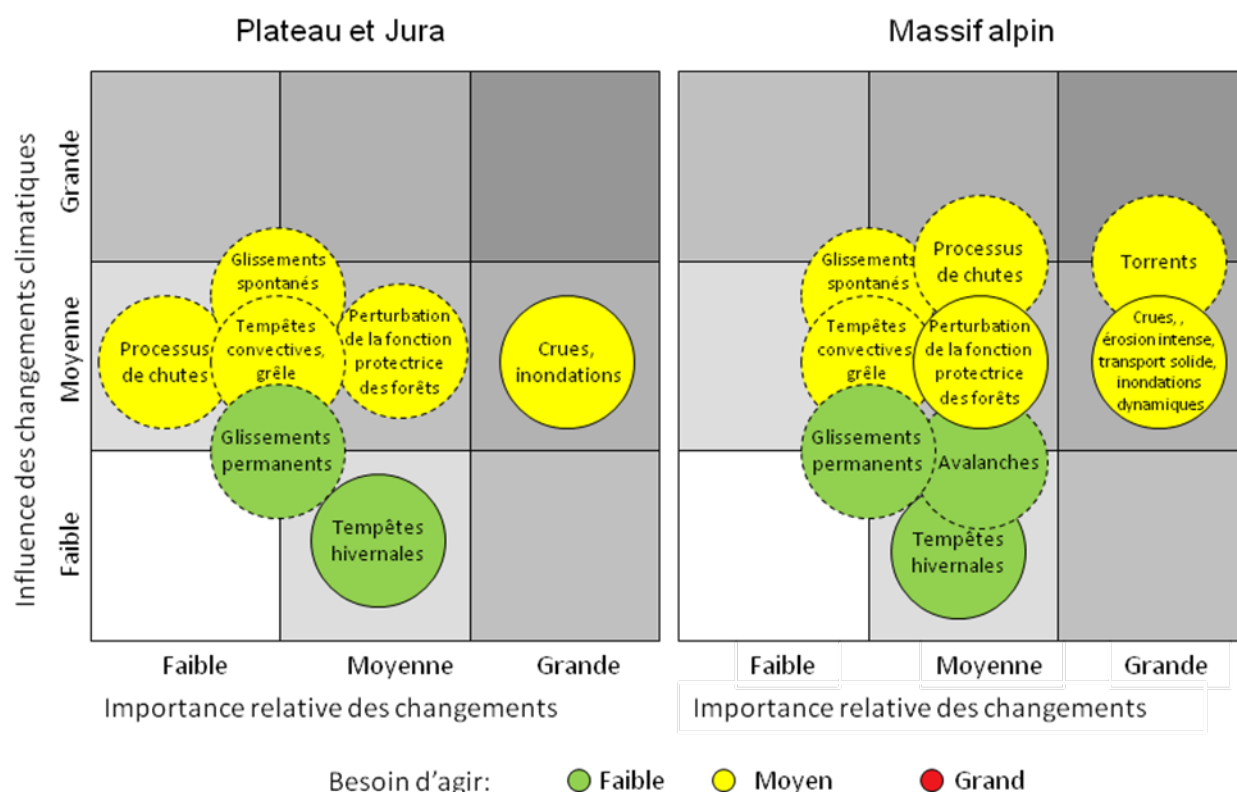 Plateau et Jura
Massif alpin
Influence des changements climatiques
Grande
Moyenne
Faible
Glissements
spontanés
Processus
de chutes
Tempêtes
convectives,
grêle
Perturbation
de la fonction
protectrice
des forêts
Crues,
inondations
Glissements
permanents
Tempêtes
hivernales
Faible
Moyenne
Grande
Importance relative des changements
Glissements
spontanés
Processus
de chutes
Torrents
Tempêtes
convectives,
grêle
Perturbation
de la fonction
protectrice
des forêts
Crues, ,
érosion intense,
transport solide,
inondations
dynamiques
Glissements
permanents
Avalanches
Tempêtes
hivernales
Faible
Moyenne
Grande
Importance relative des changements
Besoin d'agir:
Faible
Moyen
Grand